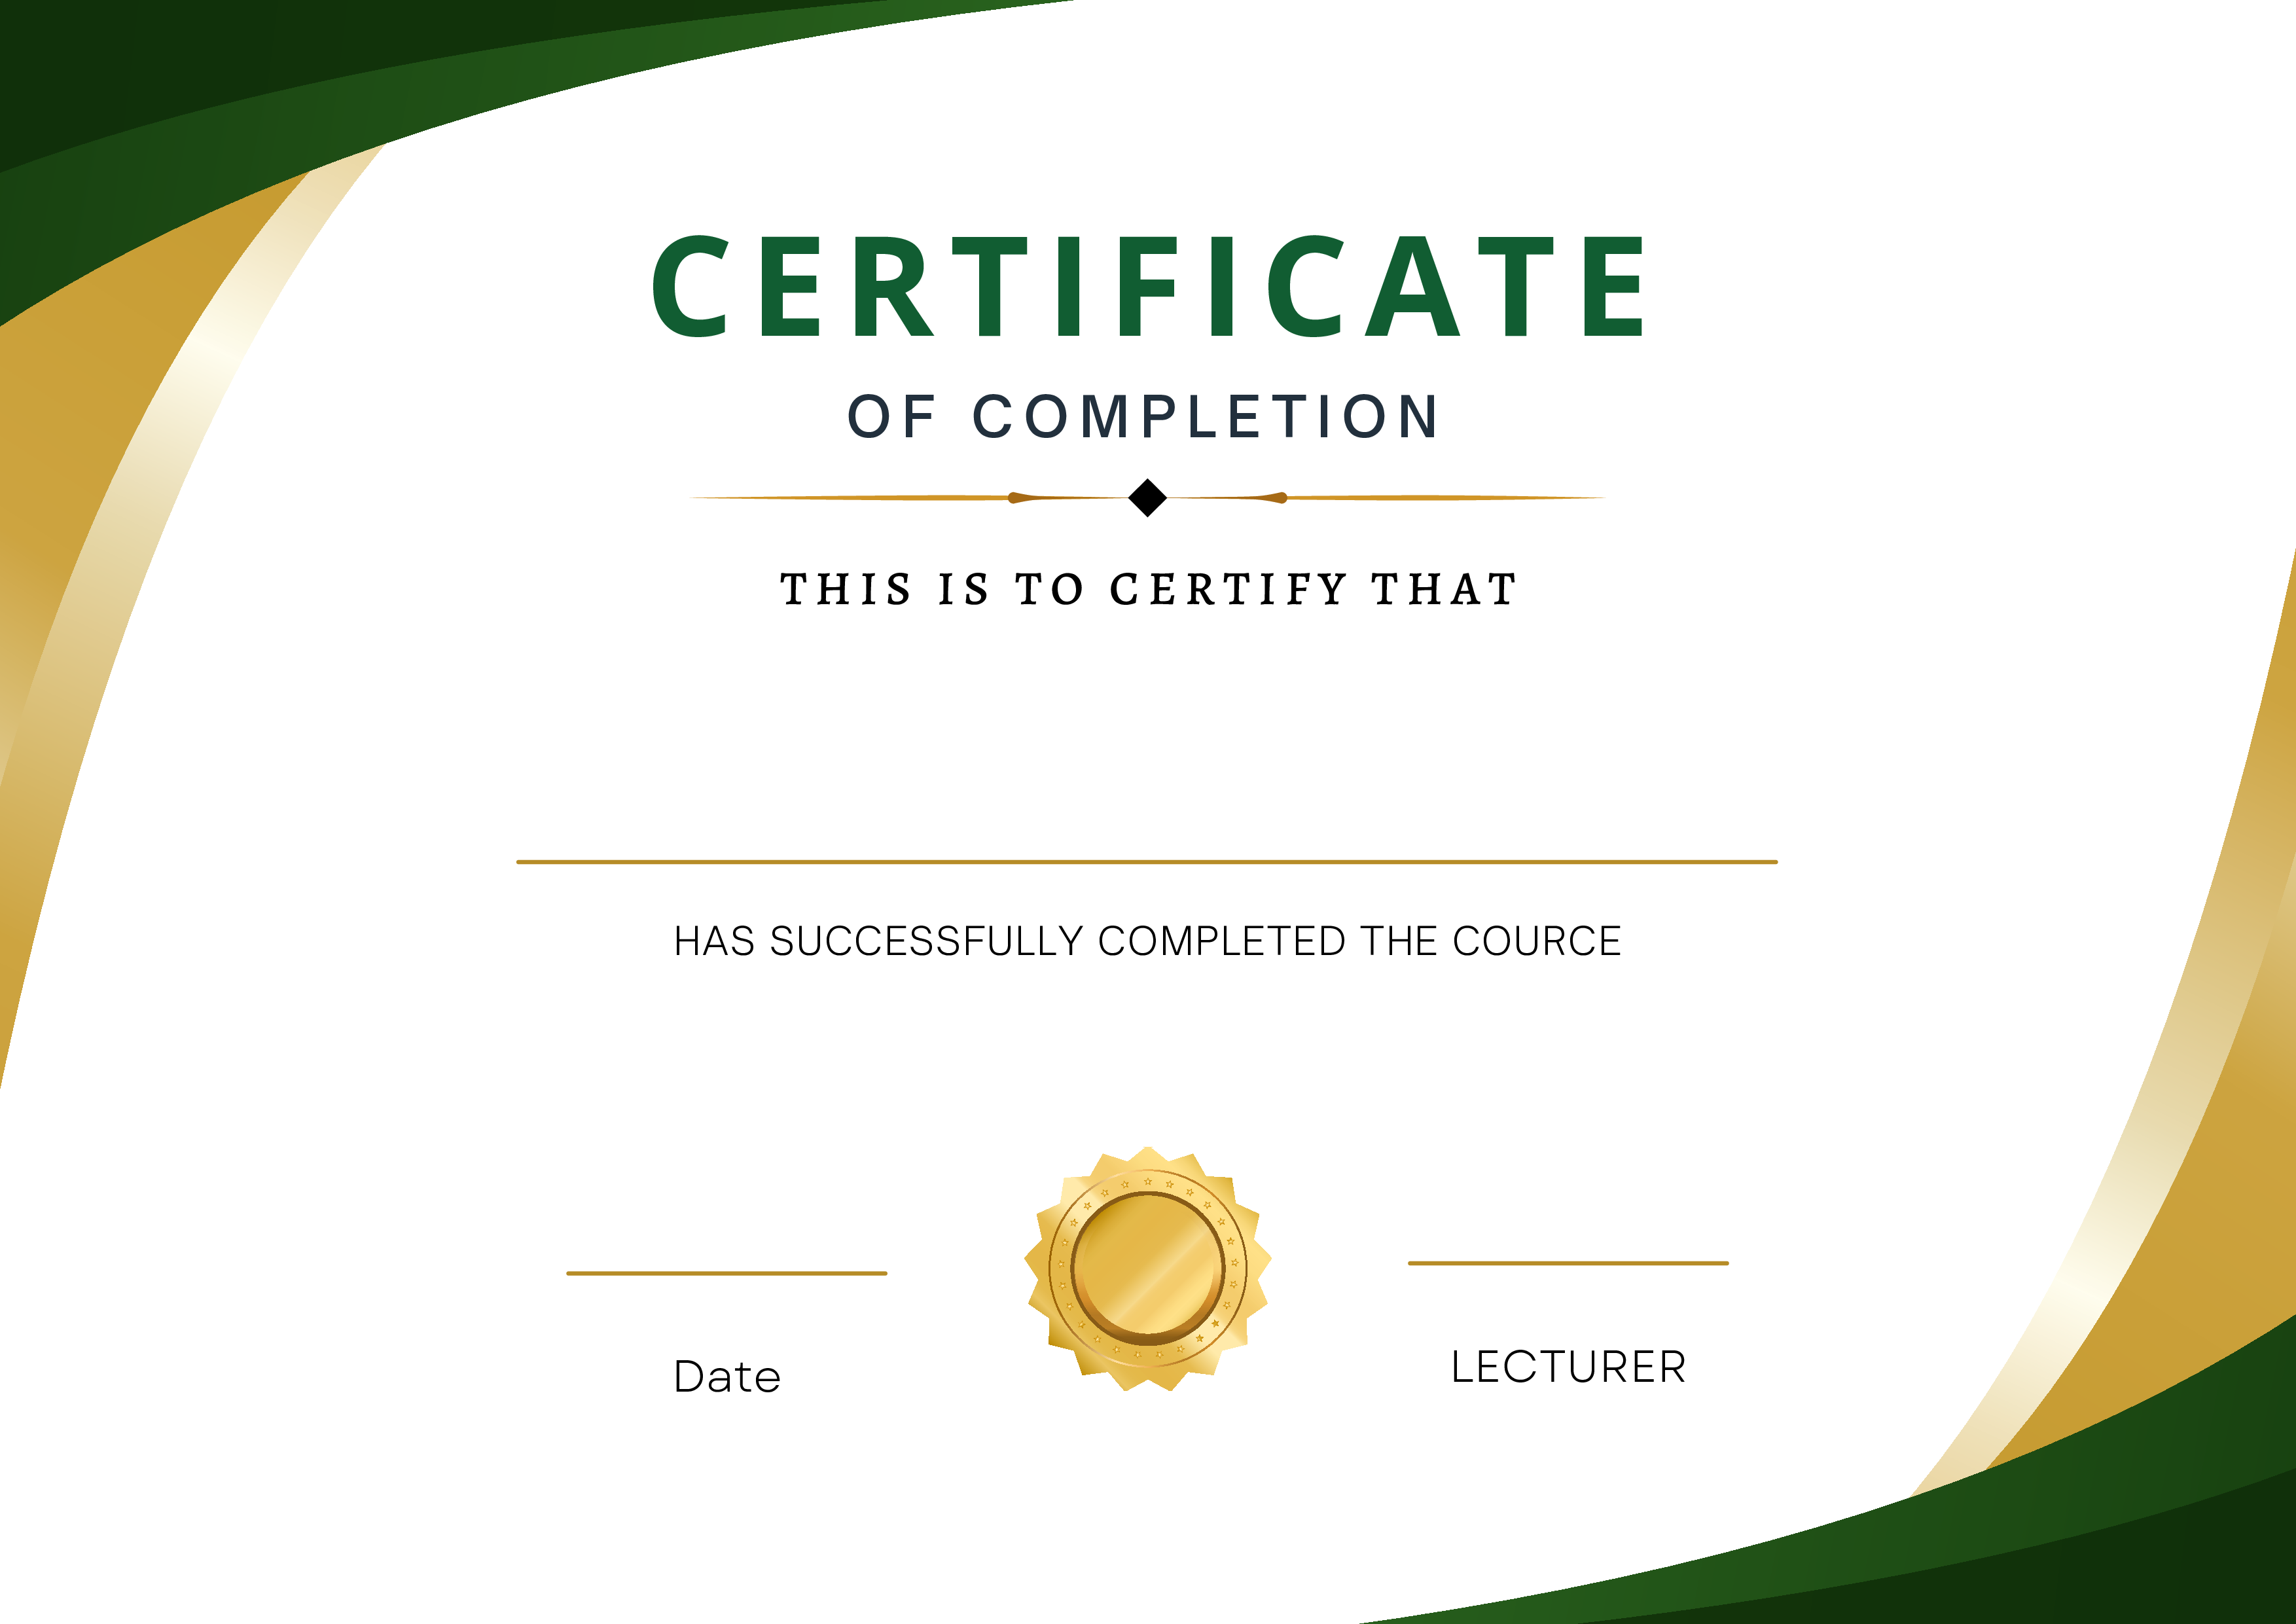 CERTIFICATE
OF COMPLETION
THIS IS TO CERTIFY THAT
HAS SUCCESSFULLY COMPLETED THE COURCE
Date
LECTURER